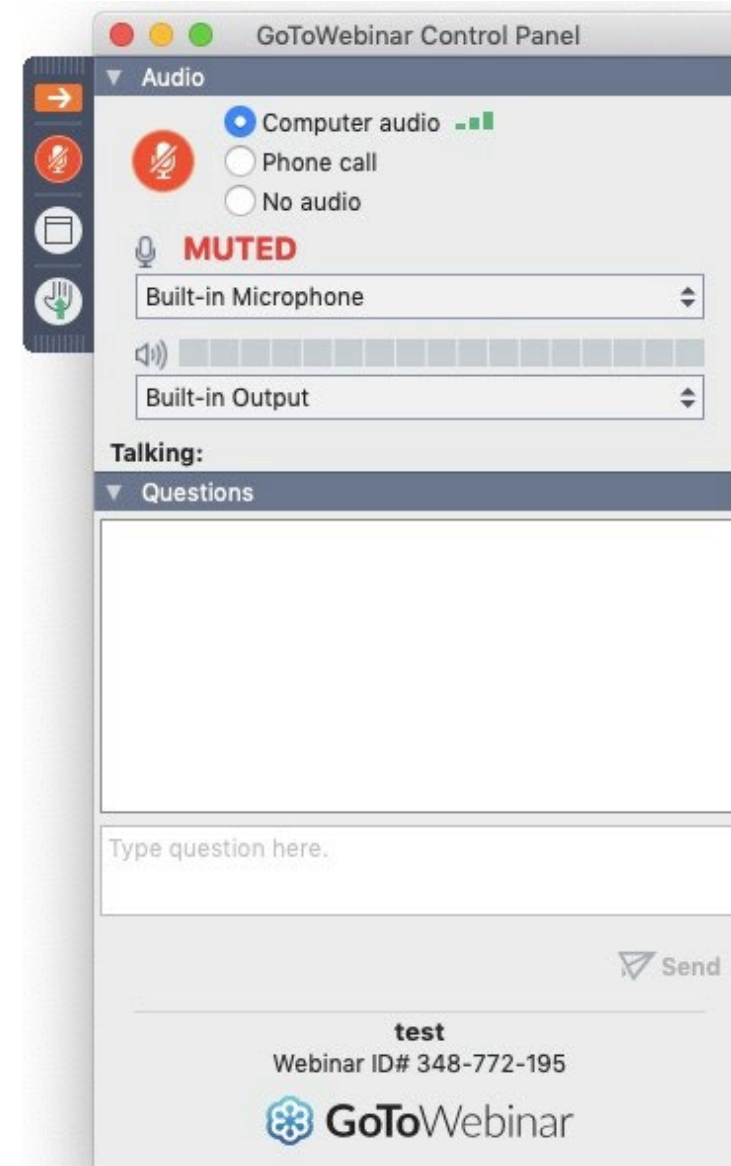 GoToWebinar Control Panel
Audio
Computer audio
Phone call
No audio
MUTED
Built-in Microphone
Built-in Output
Talking:
Questions
Type question here.
Send
test
Webinar ID# 348-772-195
GoToWebinar